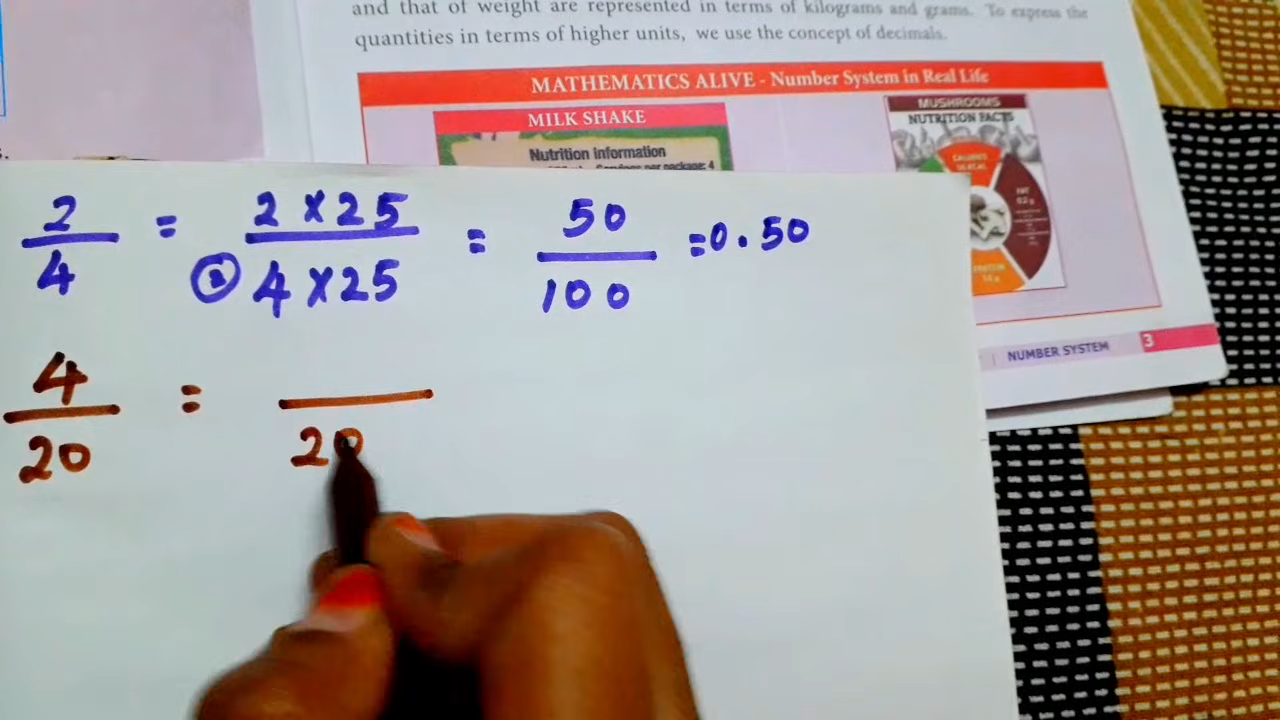 and that of weight are represented in terms of kilograms and grams. To express the
quantities in terms of higher units, we use the concept of decimals.
MATHEMATICS ALIVE - Number System in Real Life
MILK SHAKE
Nutrition information
MUSHROOMS
NUTRITION FACTS
2/4 = 2 × 25 / 4 × 25 = 50/100 = 0.50
NUMBER SYSTEM 3
4/20 = /20